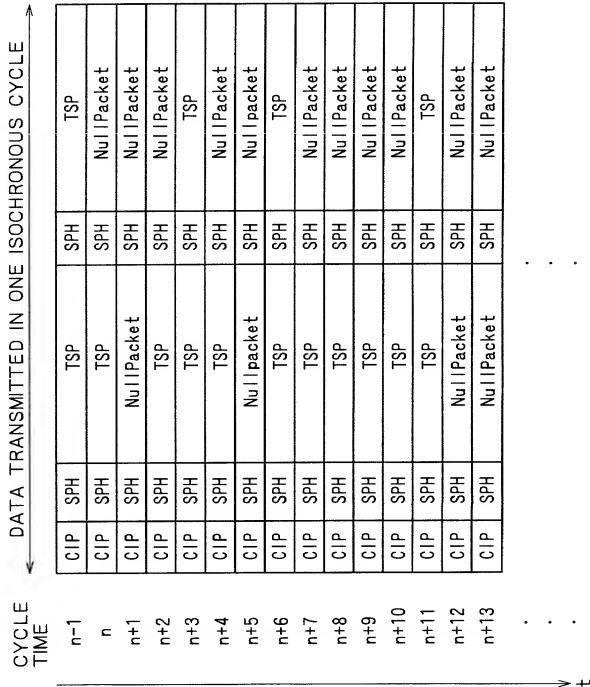 CYCLE TIME
DATA TRANSMITTED IN ONE ISOCHRONOUS CYCLE
n-1 CIP SPH TSP SPH TSP
n CIP SPH TSP SPH NullPacket
n+1 CIP SPH NullPacket SPH NullPacket
n+2 CIP SPH TSP SPH NullPacket
n+3 CIP SPH TSP SPH TSP
n+4 CIP SPH TSP SPH NullPacket
n+5 CIP SPH Nullpacket SPH Nullpacket
n+6 CIP SPH TSP SPH TSP
n+7 CIP SPH TSP SPH NullPacket
n+8 CIP SPH TSP SPH NullPacket
n+9 CIP SPH TSP SPH NullPacket
n+10 CIP SPH TSP SPH NullPacket
n+11 CIP SPH TSP SPH TSP
n+12 CIP SPH NullPacket SPH NullPacket
n+13 CIP SPH NullPacket SPH NullPacket
t